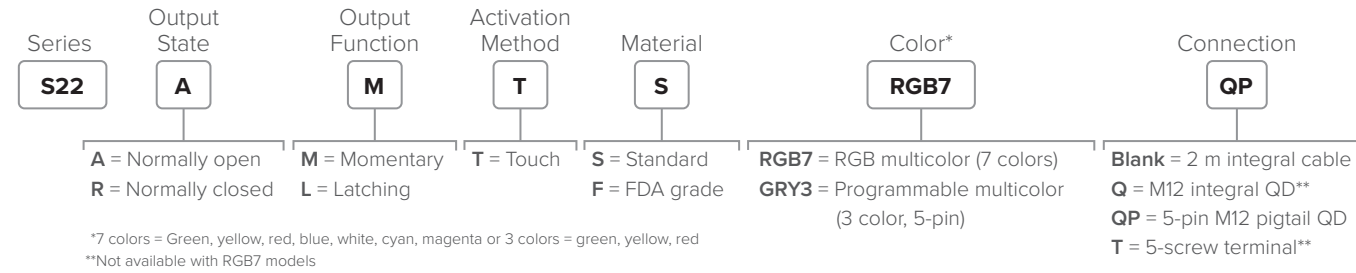 Series
Output
State
Output
Function
Activation
Method
Material
Color*
Connection
S22
A
M
T
S
RGB7
QP
A = Normally open
R = Normally closed
M = Momentary
L = Latching
T = Touch
S = Standard
F = FDA grade
RGB7 = RGB multicolor (7 colors)
GRY3 = Programmable multicolor
(3 color, 5-pin)
Blank = 2 m integral cable
Q = M12 integral QD**
QP = 5-pin M12 pigtail QD
T = 5-screw terminal**
*7 colors = Green, yellow, red, blue, white, cyan, magenta or 3 colors = green, yellow, red
**Not available with RGB7 models